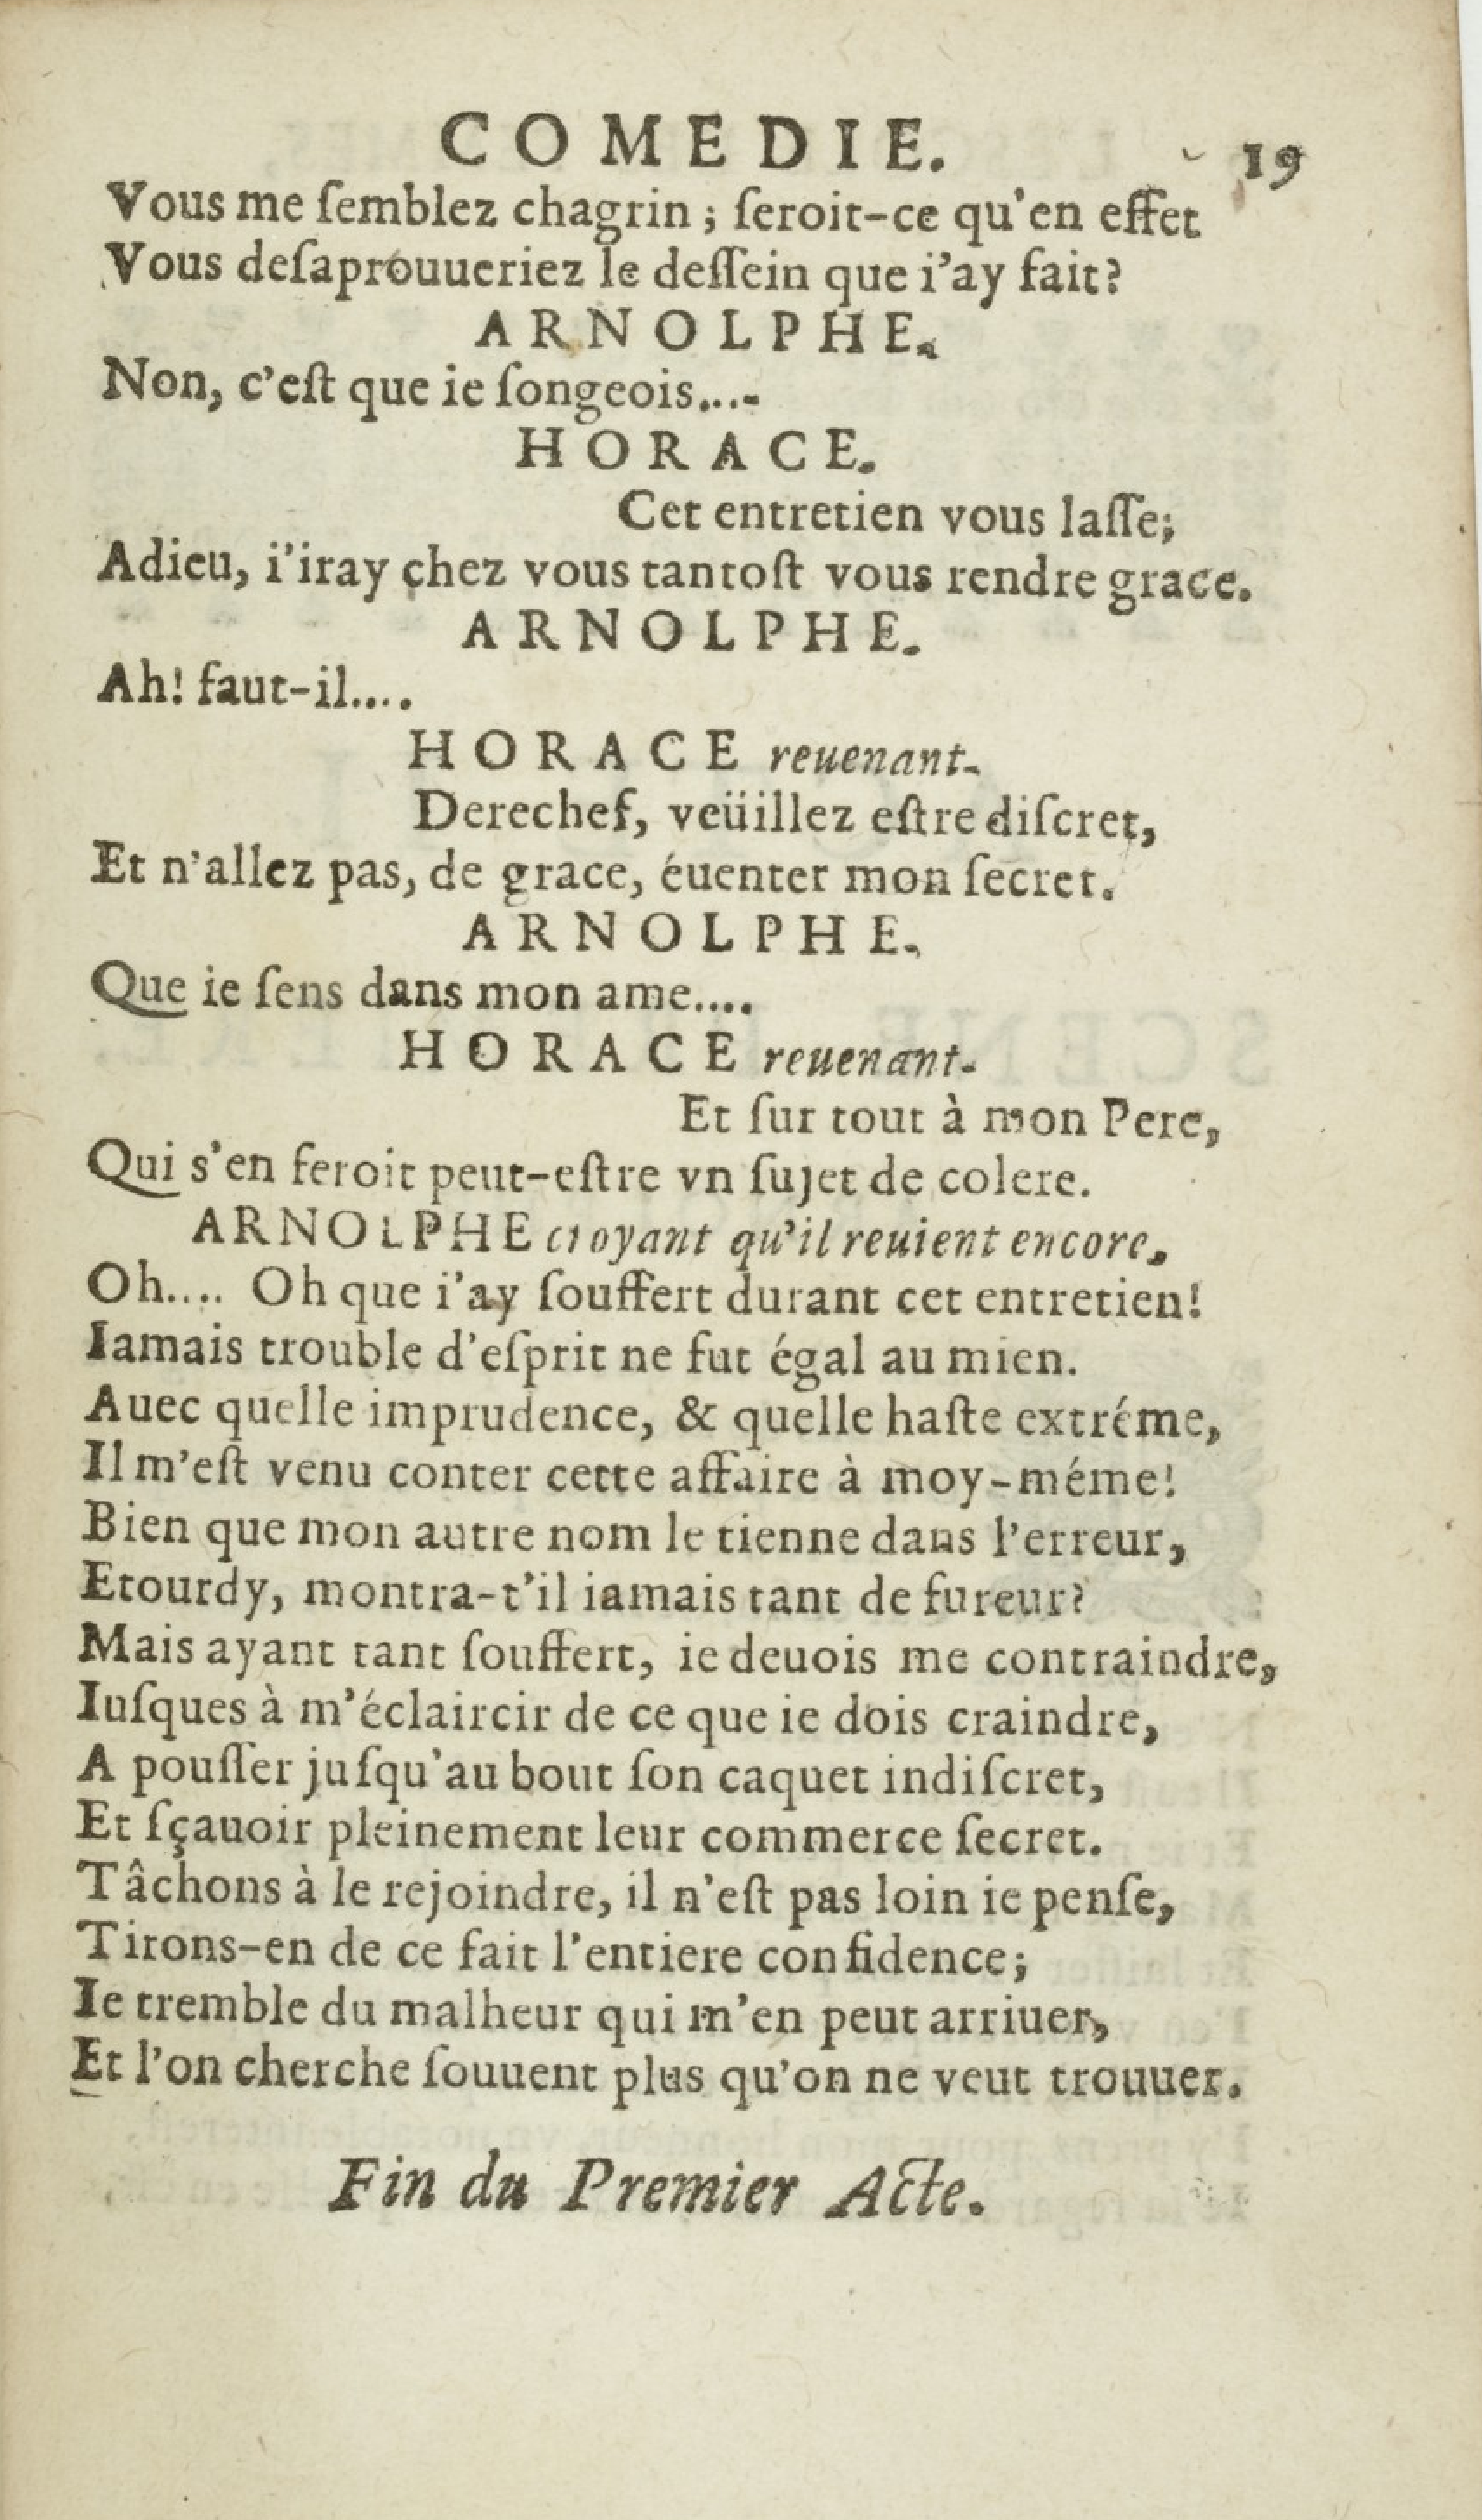 COMEDIE. 19
Vous me ſemblez chagrin ; ſeroit-ce qu'en effet
Vous deſaprouueriez le deſſein que i'ay fait?
ARNOLPHE.
Non, c'eſt que ie ſongeois....
HORACE.
Cet entretien vous laſſe;
Adieu, i'iray chez vous tantoſt vous rendre grace.
ARNOLPHE.
Ah! faut-il....
HORACE reuenant.
Derechef, veüillez eſtre diſcret,
Et n'allez pas, de grace, éuenter mon ſecret.
ARNOLPHE.
Que ie ſens dans mon ame....
HORACE reuenant.
Et ſur tout à mon Pere,
Qui s'en feroit peut-eſtre vn ſujet de colere.
ARNOLPHE croyant qu'il reuient encore.
Oh.... Oh que i'ay ſouffert durant cet entretien!
Iamais trouble d'eſprit ne fut égal au mien.
Auec quelle imprudence, & quelle haſte extréme,
Il m'eſt venu conter cette affaire à moy-méme!
Bien que mon autre nom le tienne dans l'erreur,
Etourdy, montra-t'il iamais tant de fureur?
Mais ayant tant ſouffert, ie deuois me contraindre,
Iuſques à m'éclaircir de ce que ie dois craindre,
A pouſſer juſqu'au bout ſon caquet indiſcret,
Et ſçauoir pleinement leur commerce ſecret.
Tâchons à le rejoindre, il n'eſt pas loin ie penſe,
Tirons-en de ce fait l'entiere confidence;
Ie tremble du malheur qui m'en peut arriuer,
Et l'on cherche ſouuent plus qu'on ne veut trouuer.
Fin du Premier Acte.